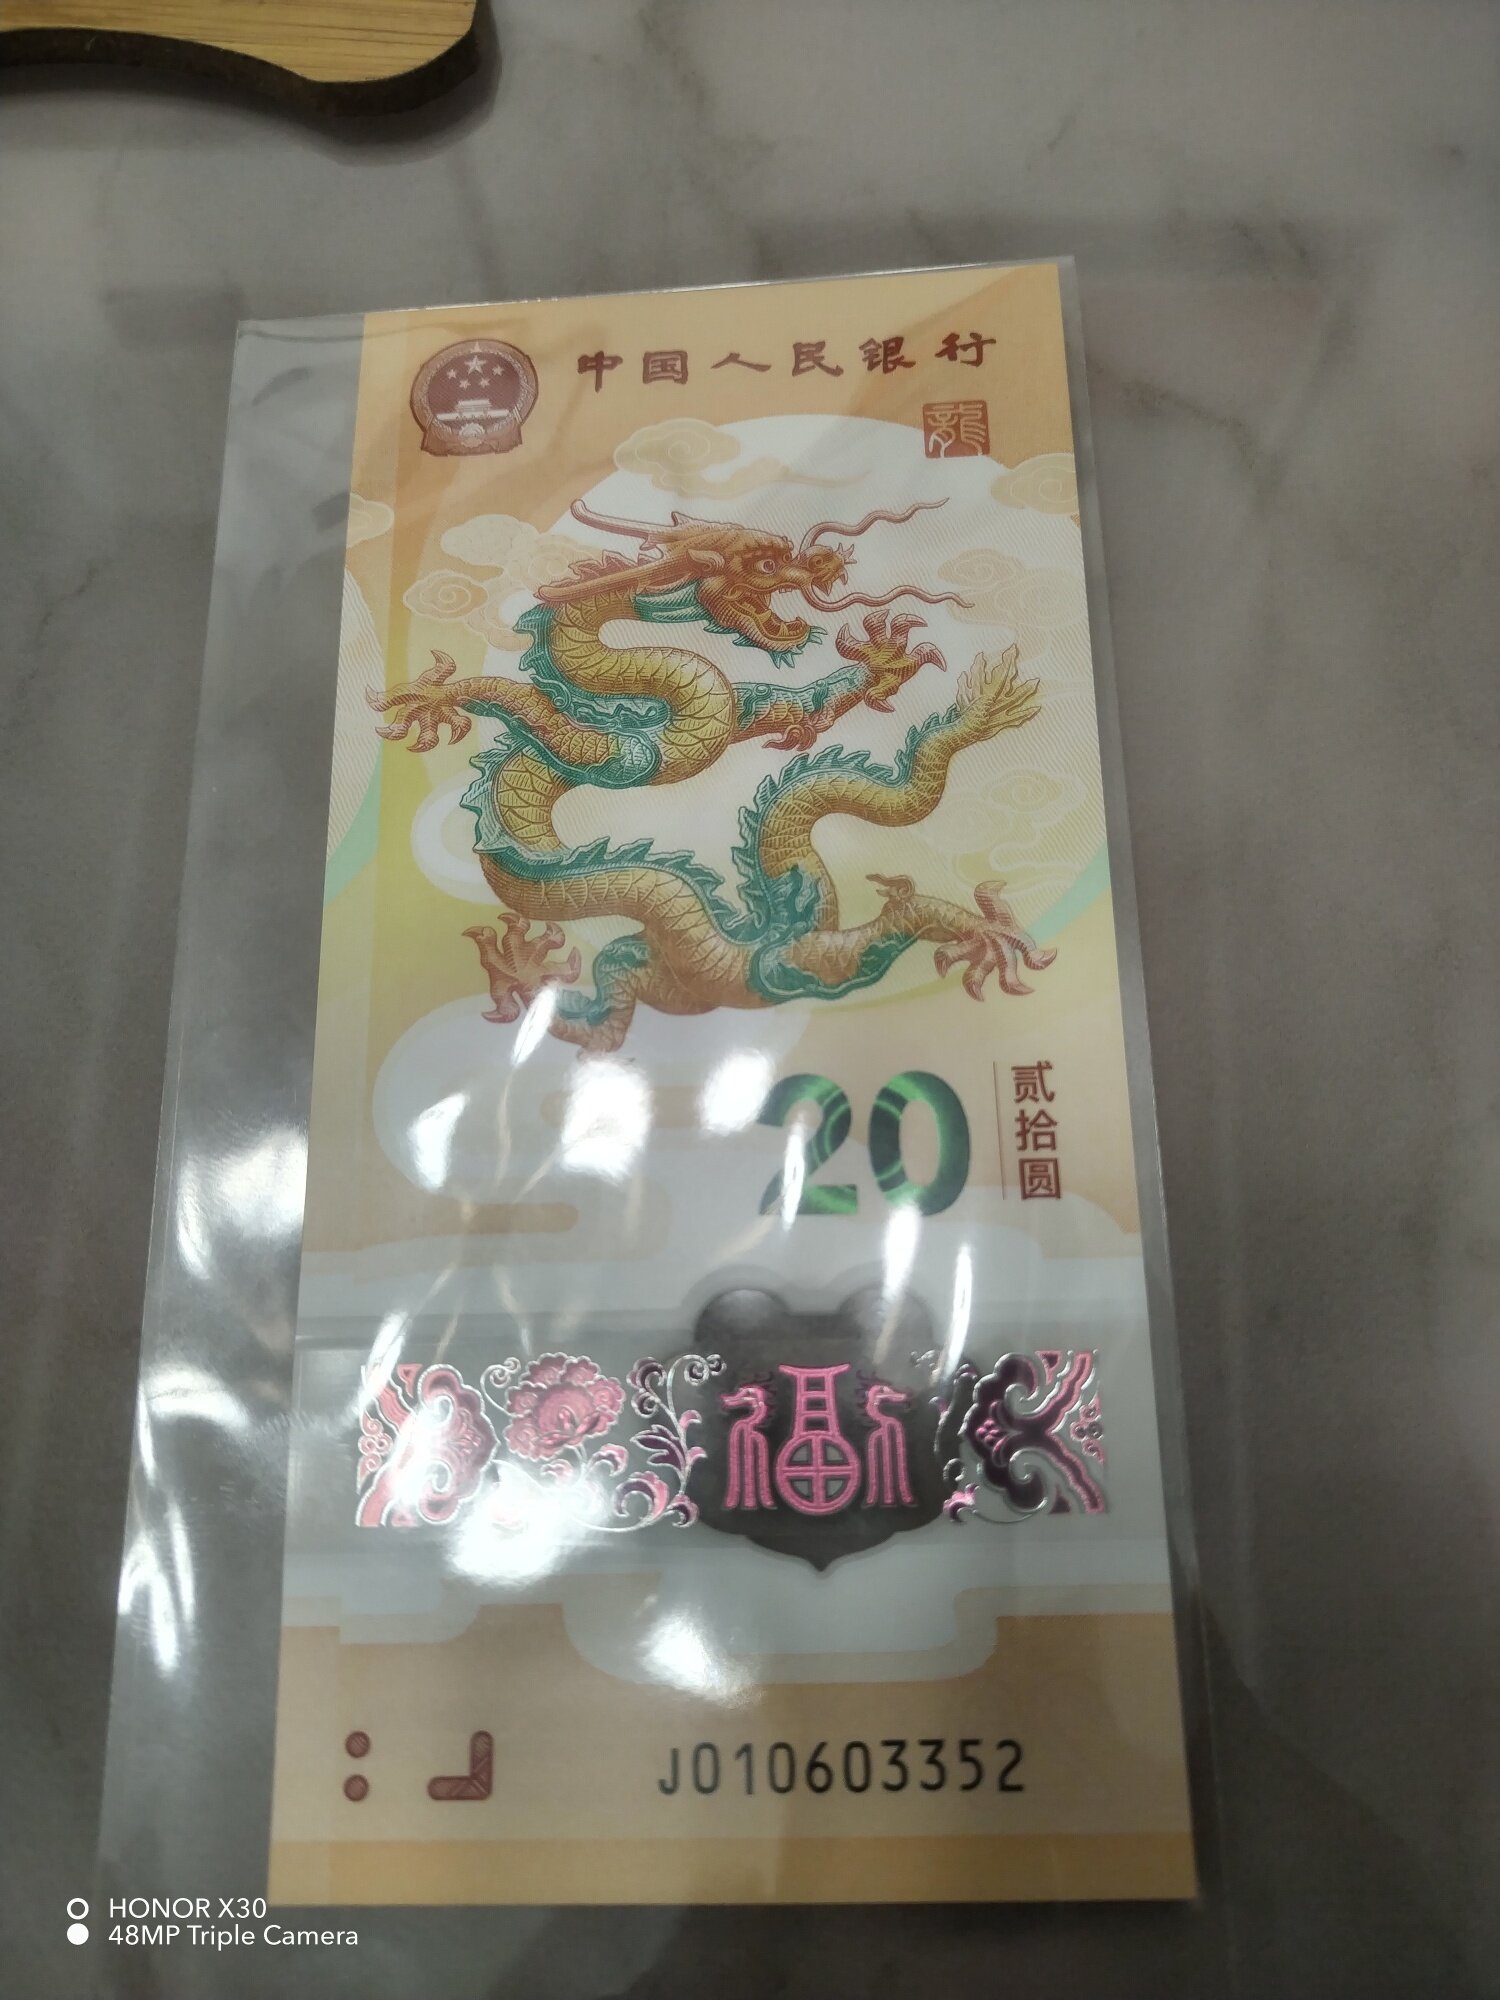 中国人民银行
龍
20
贰拾圆
福
J010603352
HONOR X30
48MP Triple Camera